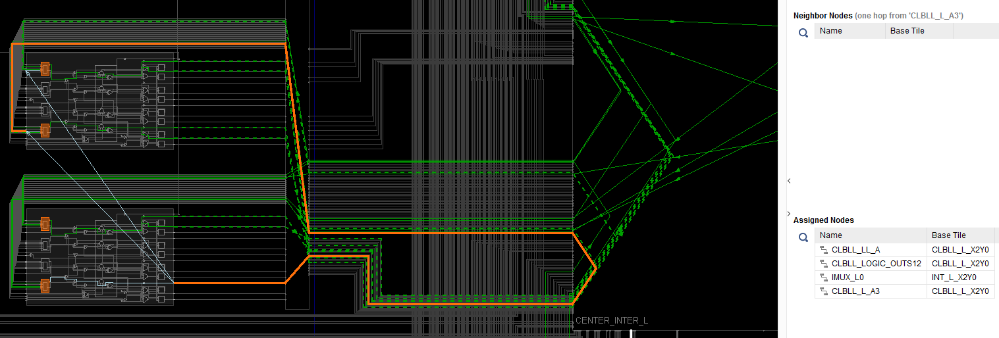 Neighbor Nodes (one hop from 'CLBLL_L_A3')
Name Base Tile
Assigned Nodes
Name Base Tile
CLBLL_LL_A CLBLL_L_X2Y0
CLBLL_LOGIC_OUTS12 CLBLL_L_X2Y0
IMUX_L0 INT_L_X2Y0
CLBLL_L_A3 CLBLL_L_X2Y0
CENTER_INTER_L